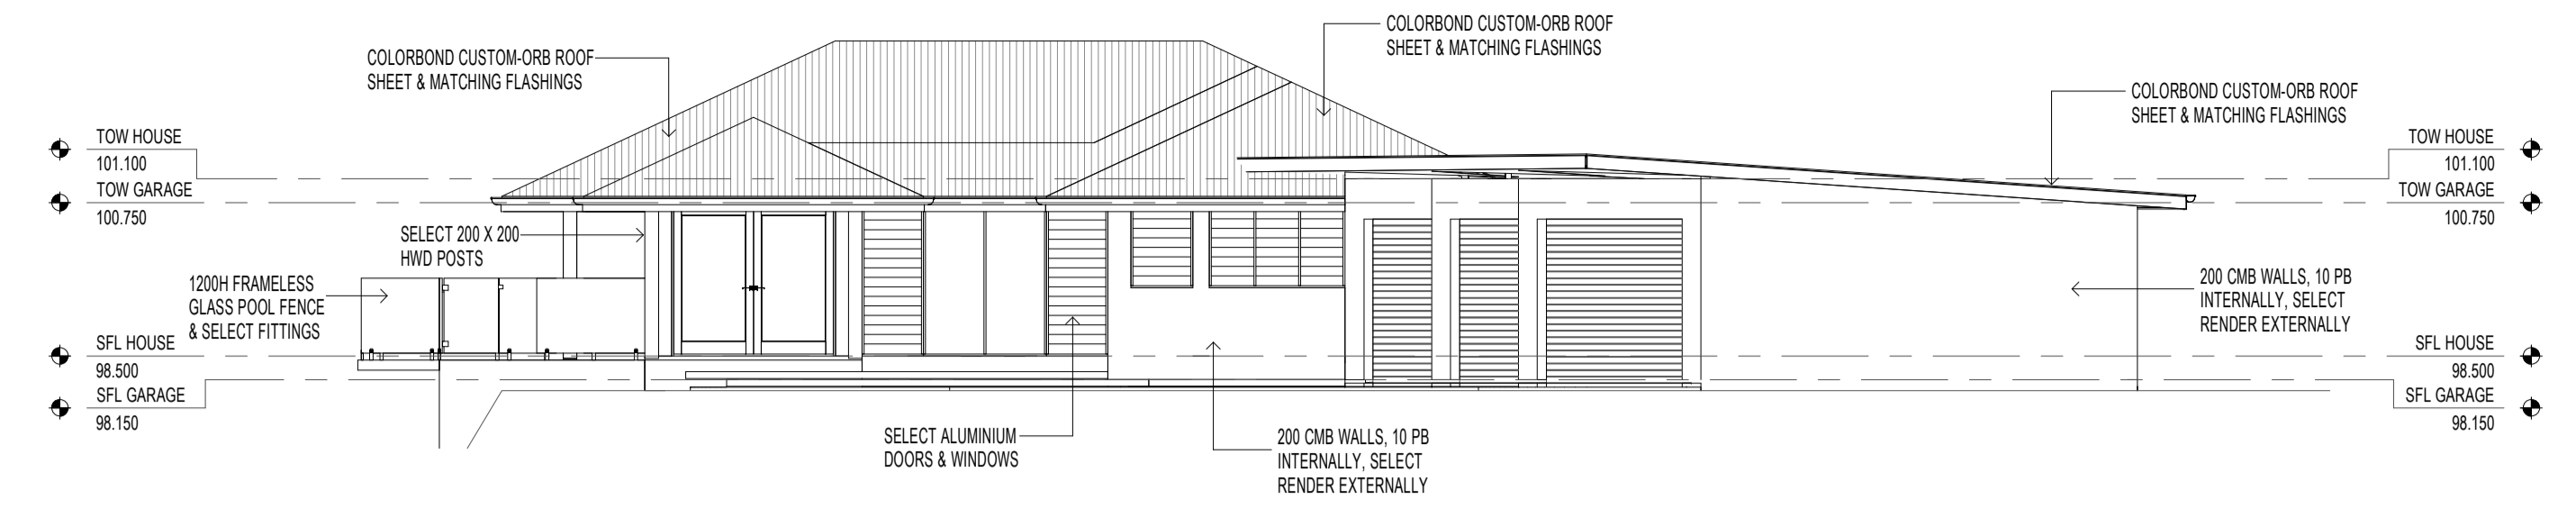 COLORBOND CUSTOM-ORB ROOF
SHEET & MATCHING FLASHINGS
COLORBOND CUSTOM-ORB ROOF
SHEET & MATCHING FLASHINGS
COLORBOND CUSTOM-ORB ROOF
SHEET & MATCHING FLASHINGS
TOW HOUSE
101.100
TOW GARAGE
100.750
SELECT 200 X 200
HWD POSTS
1200H FRAMELESS
GLASS POOL FENCE
& SELECT FITTINGS
SFL HOUSE
98.500
SFL GARAGE
98.150
SELECT ALUMINIUM
DOORS & WINDOWS
200 CMB WALLS, 10 PB
INTERNALLY, SELECT
RENDER EXTERNALLY
TOW HOUSE
101.100
TOW GARAGE
100.750
200 CMB WALLS, 10 PB
INTERNALLY, SELECT
RENDER EXTERNALLY
SFL HOUSE
98.500
SFL GARAGE
98.150